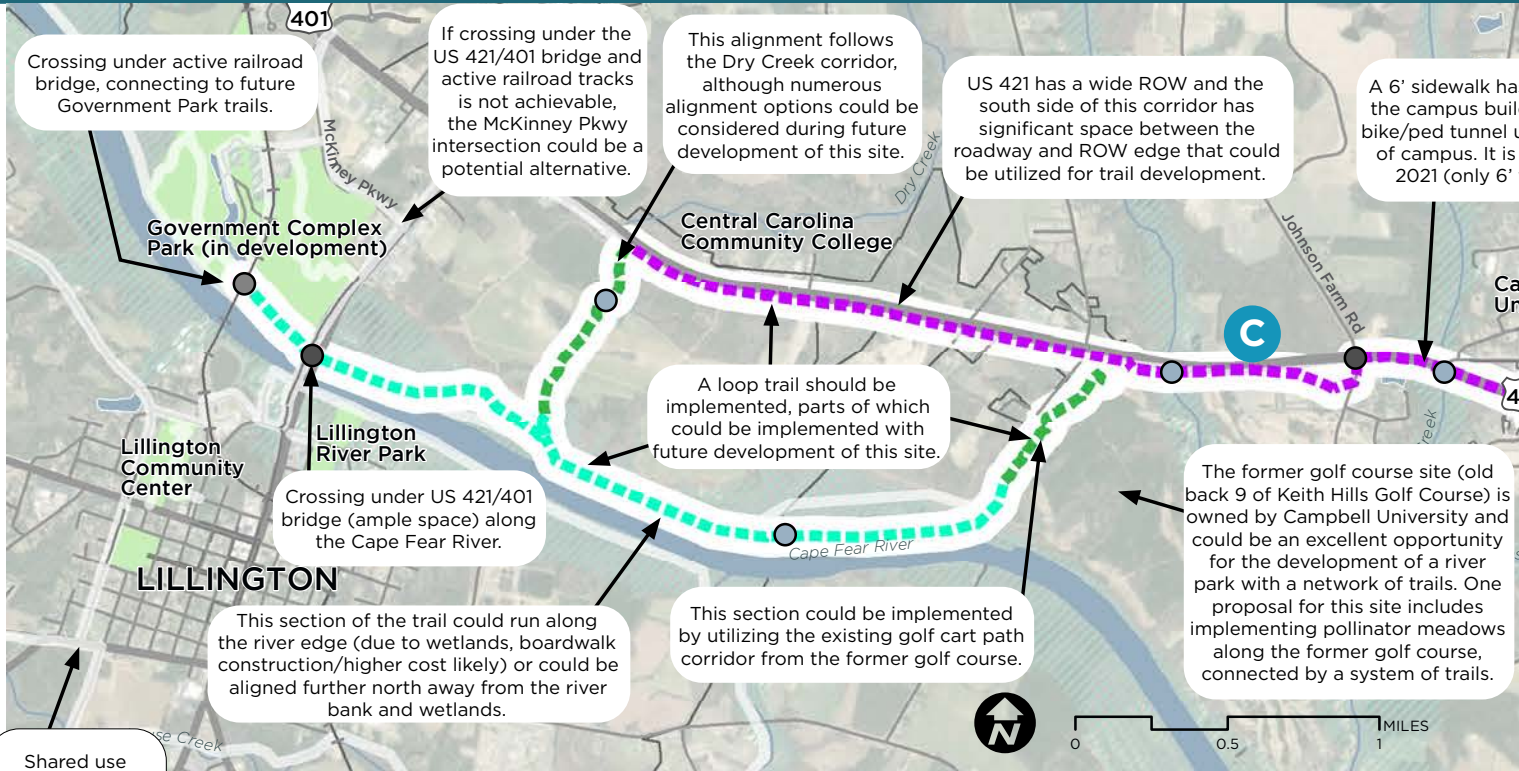 401
Crossing under active railroad
bridge, connecting to future
Government Park trails.
If crossing under the
US 421/401 bridge and
active railroad tracks
is not achievable,
the McKinney Pkwy
intersection could be a
potential alternative.
This alignment follows
the Dry Creek corridor,
although numerous
alignment options could be
considered during future
development of this site.
US 421 has a wide ROW and the
south side of this corridor has
significant space between the
roadway and ROW edge that could
be utilized for trail development.
A 6' sidewalk ha
the campus buil
bike/ped tunnel u
of campus. It is
2021 (only 6'
McKinney Pkwy
Dry Creek
Johnson Farm Rd
Government Complex
Park (in development)
Central Carolina
Community College
Ca
Un
C
4
A loop trail should be
implemented, parts of which
could be implemented with
future development of this site.
Lillington
Community
Center
Lillington
River Park
Crossing under US 421/401
bridge (ample space) along
the Cape Fear River.
Cape Fear River
reek
The former golf course site (old
back 9 of Keith Hills Golf Course) is
owned by Campbell University and
could be an excellent opportunity
for the development of a river
park with a network of trails. One
proposal for this site includes
implementing pollinator meadows
along the former golf course,
connected by a system of trails.
LILLINGTON
This section of the trail could run along
the river edge (due to wetlands, boardwalk
construction/higher cost likely) or could be
aligned further north away from the river
bank and wetlands.
This section could be implemented
by utilizing the existing golf cart path
corridor from the former golf course.
N
0
0.5
1
MILES
use Creek
Shared use